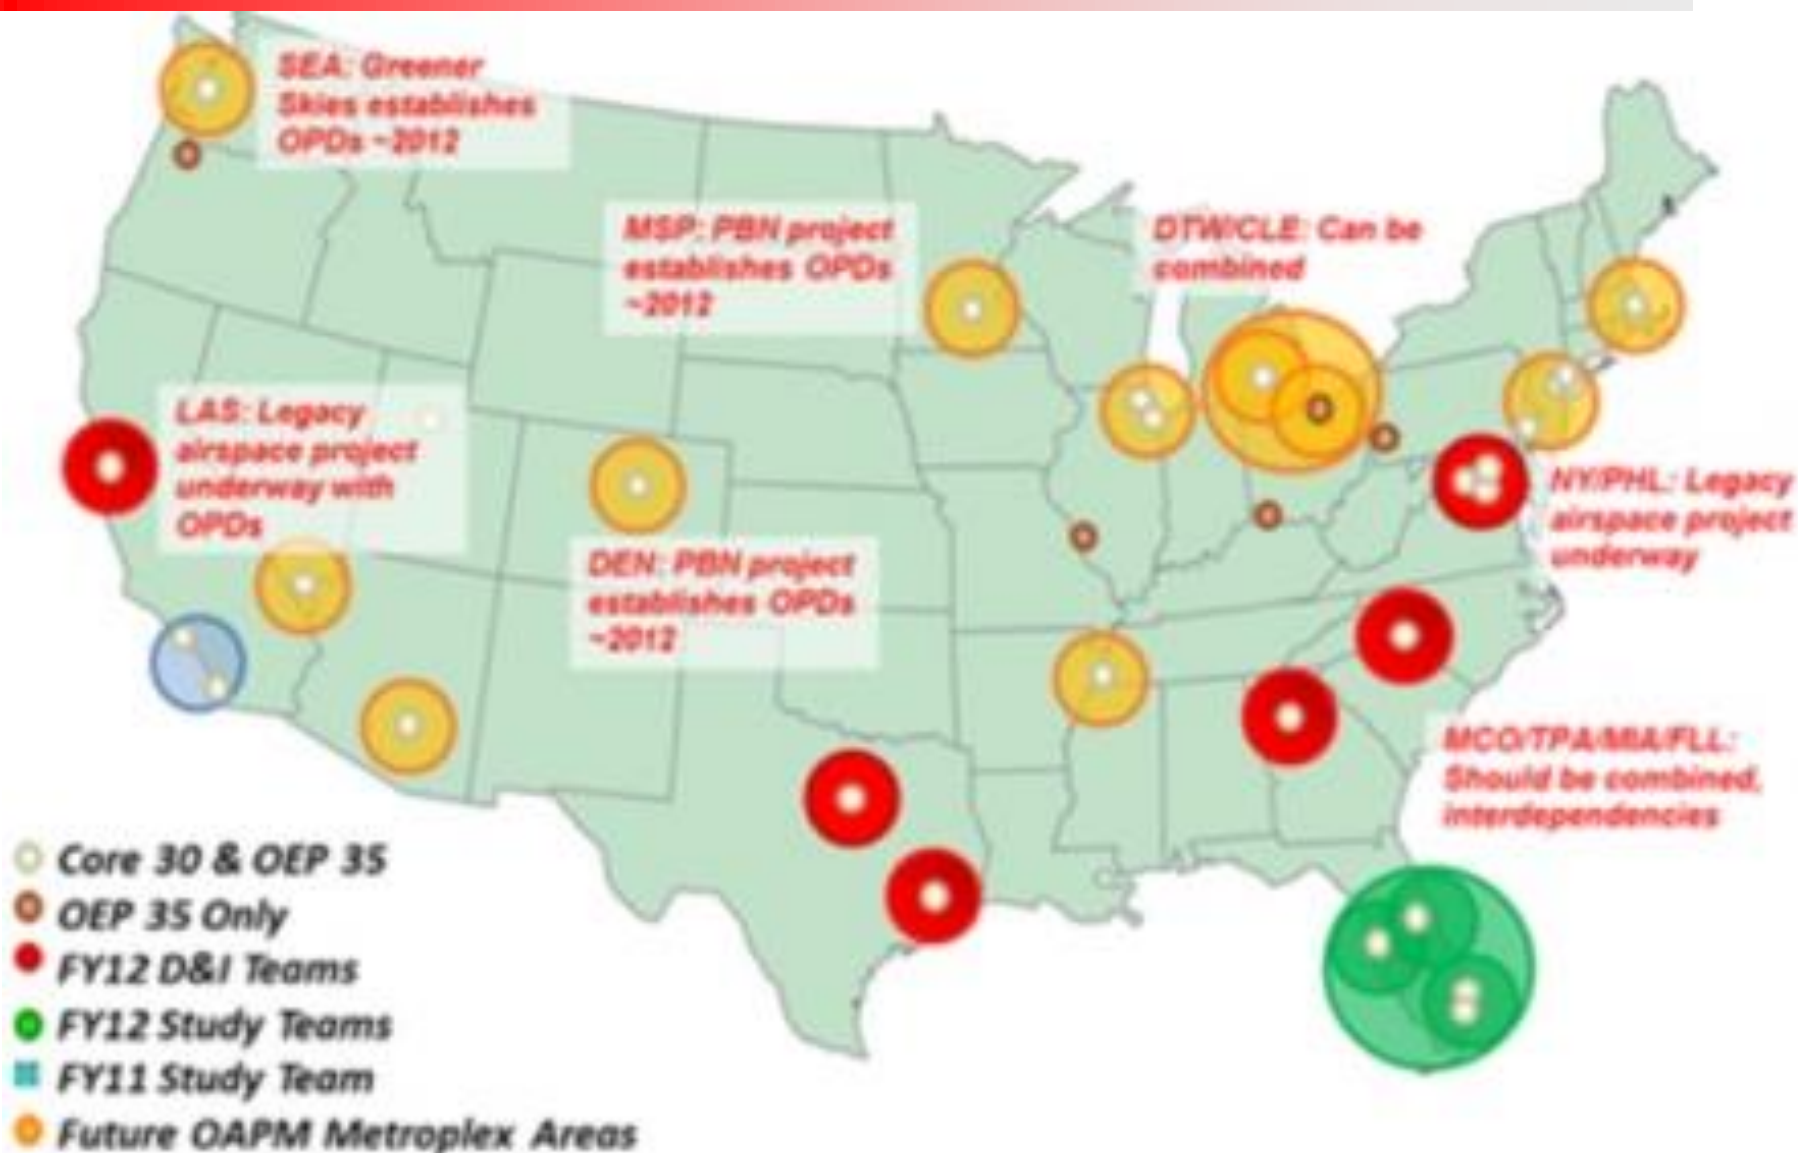 SEA: Greener
Skies establishes
OPDs ~2012
MSP: PBN project
establishes OPDs
~2012
DTW/CLE: Can be
combined
LAS: Legacy
airspace project
underway with
OPDs
DEN: PBN project
establishes OPDs
~2012
NY/PHL: Legacy
airspace project
underway
MCO/TPA/MIA/FLL:
Should be combined,
interdependencies
Core 30 & OEP 35
OEP 35 Only
FY12 D&I Teams
FY12 Study Teams
FY11 Study Team
Future OAPM Metroplex Areas